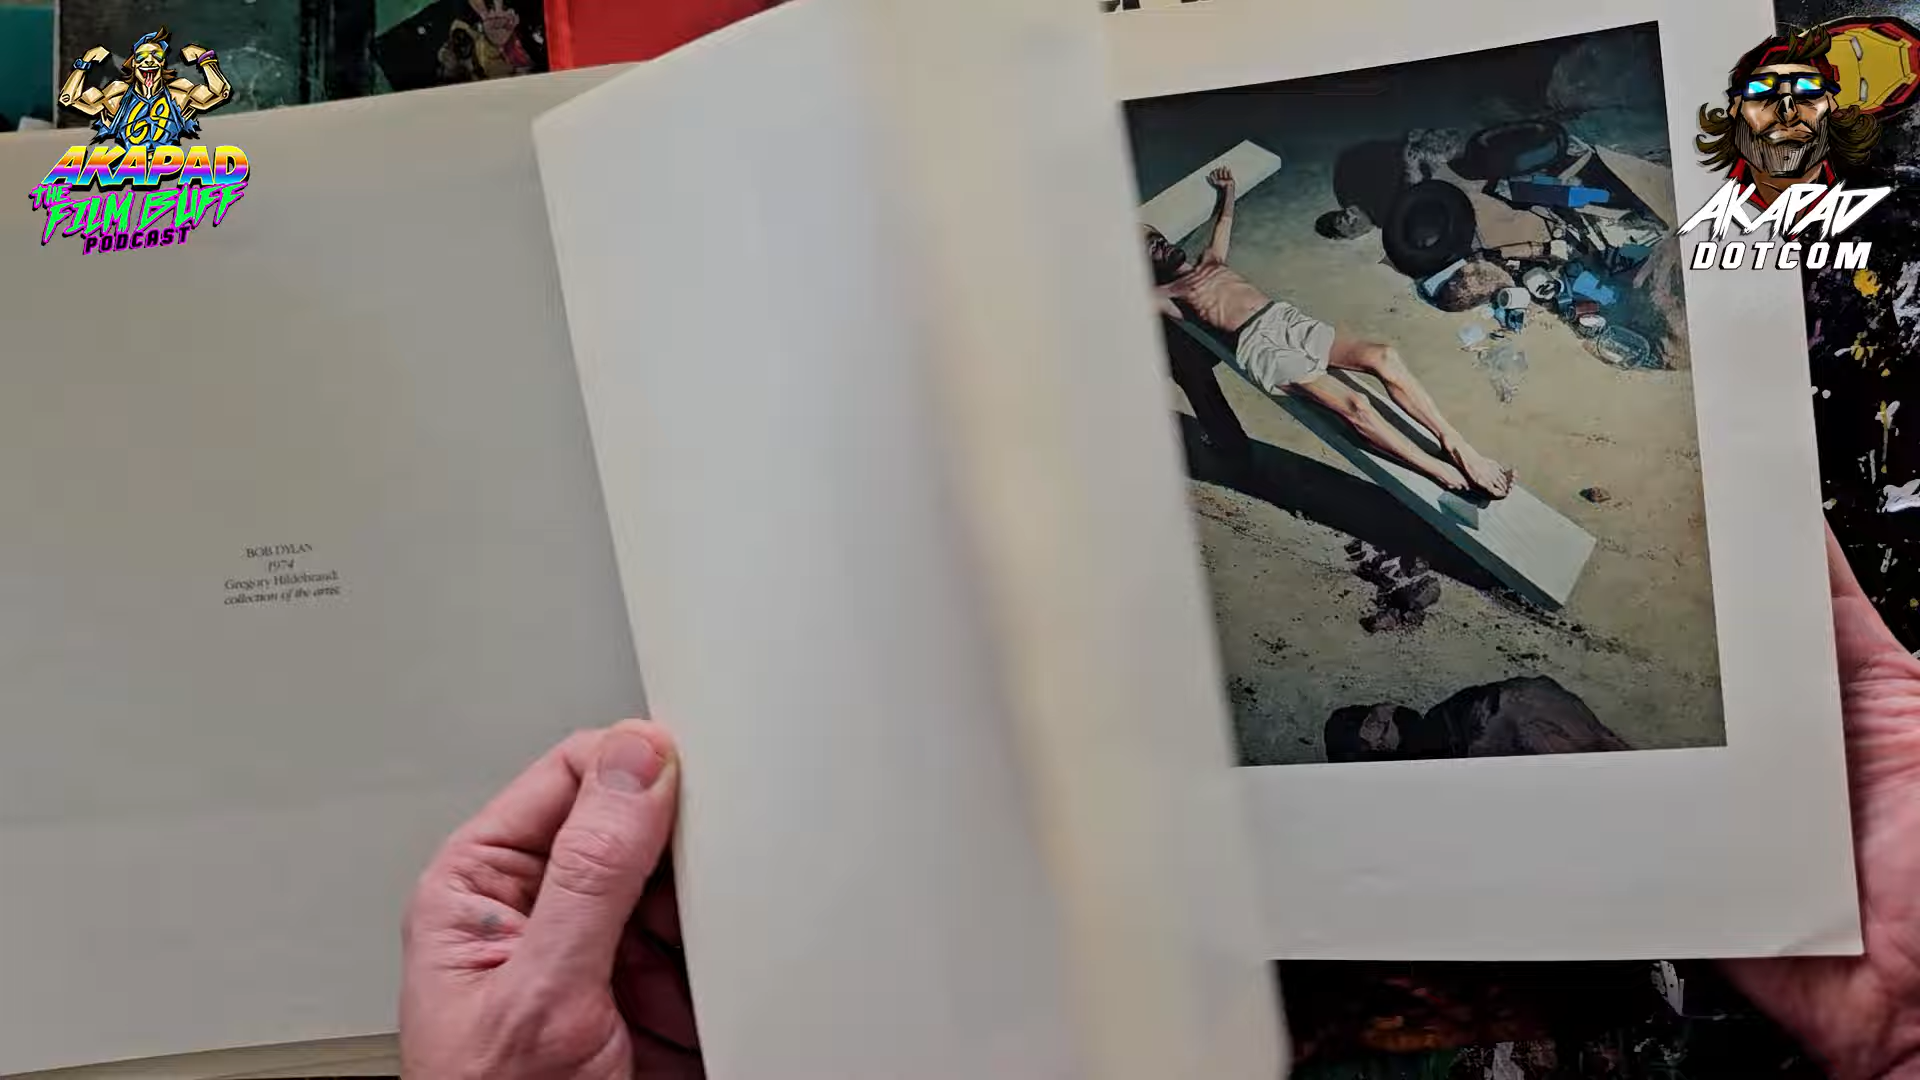 AKAPAD
THE
FILM BUFF
PODCAST
BOB DYLAN
1974
Gregory Hildebrandt
collection of the artist
AKAPAD
DOTCOM